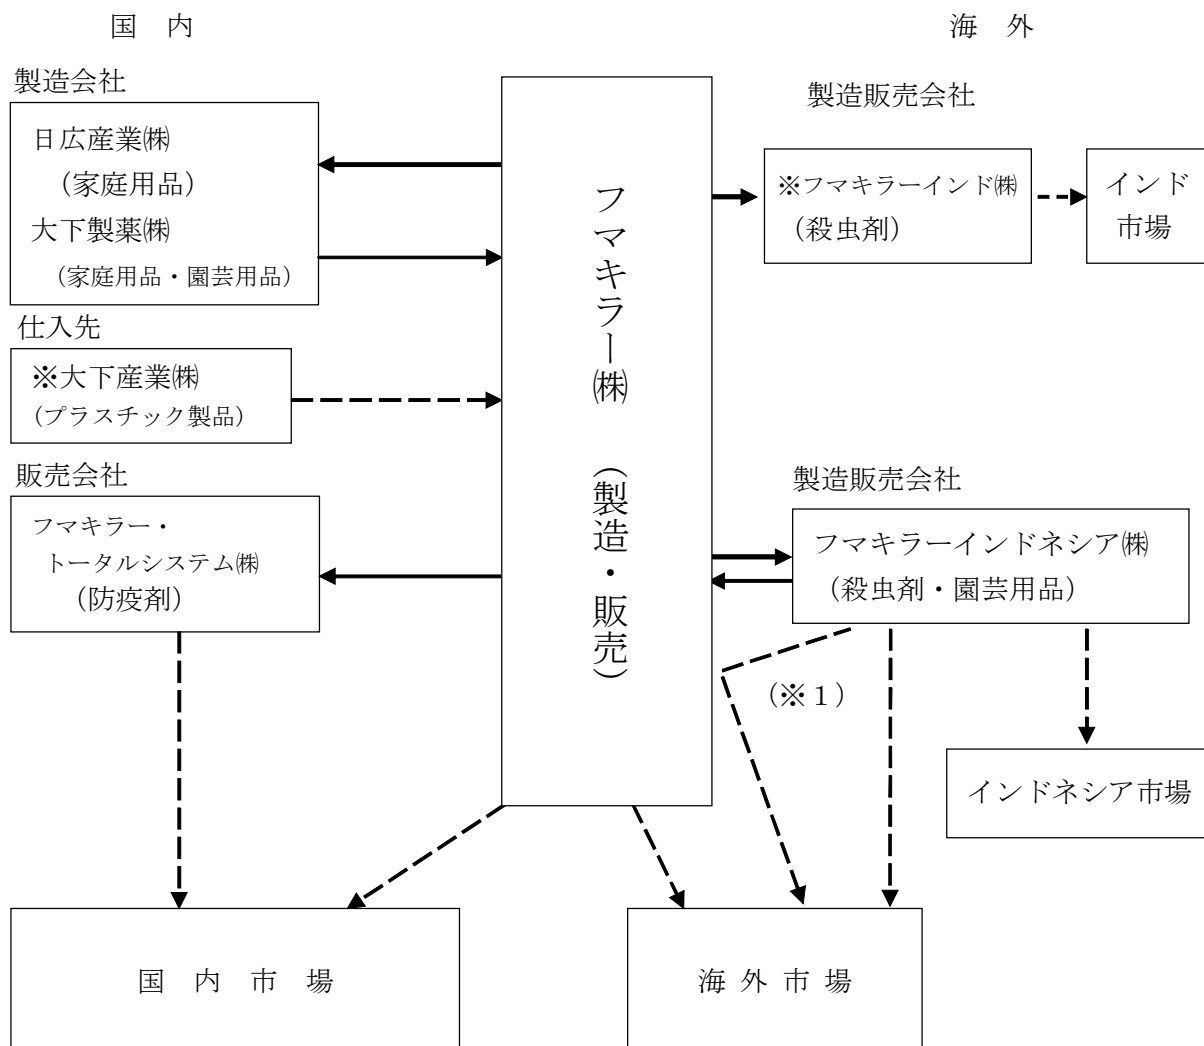 国 内
海 外
製造会社
日広産業㈱
(家庭用品)
大下製薬㈱
(家庭用品・園芸用品)
仕入先
※大下産業㈱
(プラスチック製品)
販売会社
フマキラー・
トータルシステム㈱
(防疫剤)
フマキラー㈱ (製造・販売)
製造販売会社
※フマキラーインド㈱
(殺虫剤)
インド
市場
製造販売会社
フマキラーインドネシア㈱
(殺虫剤・園芸用品)
(※1)
インドネシア市場
国 内 市 場
海 外 市 場